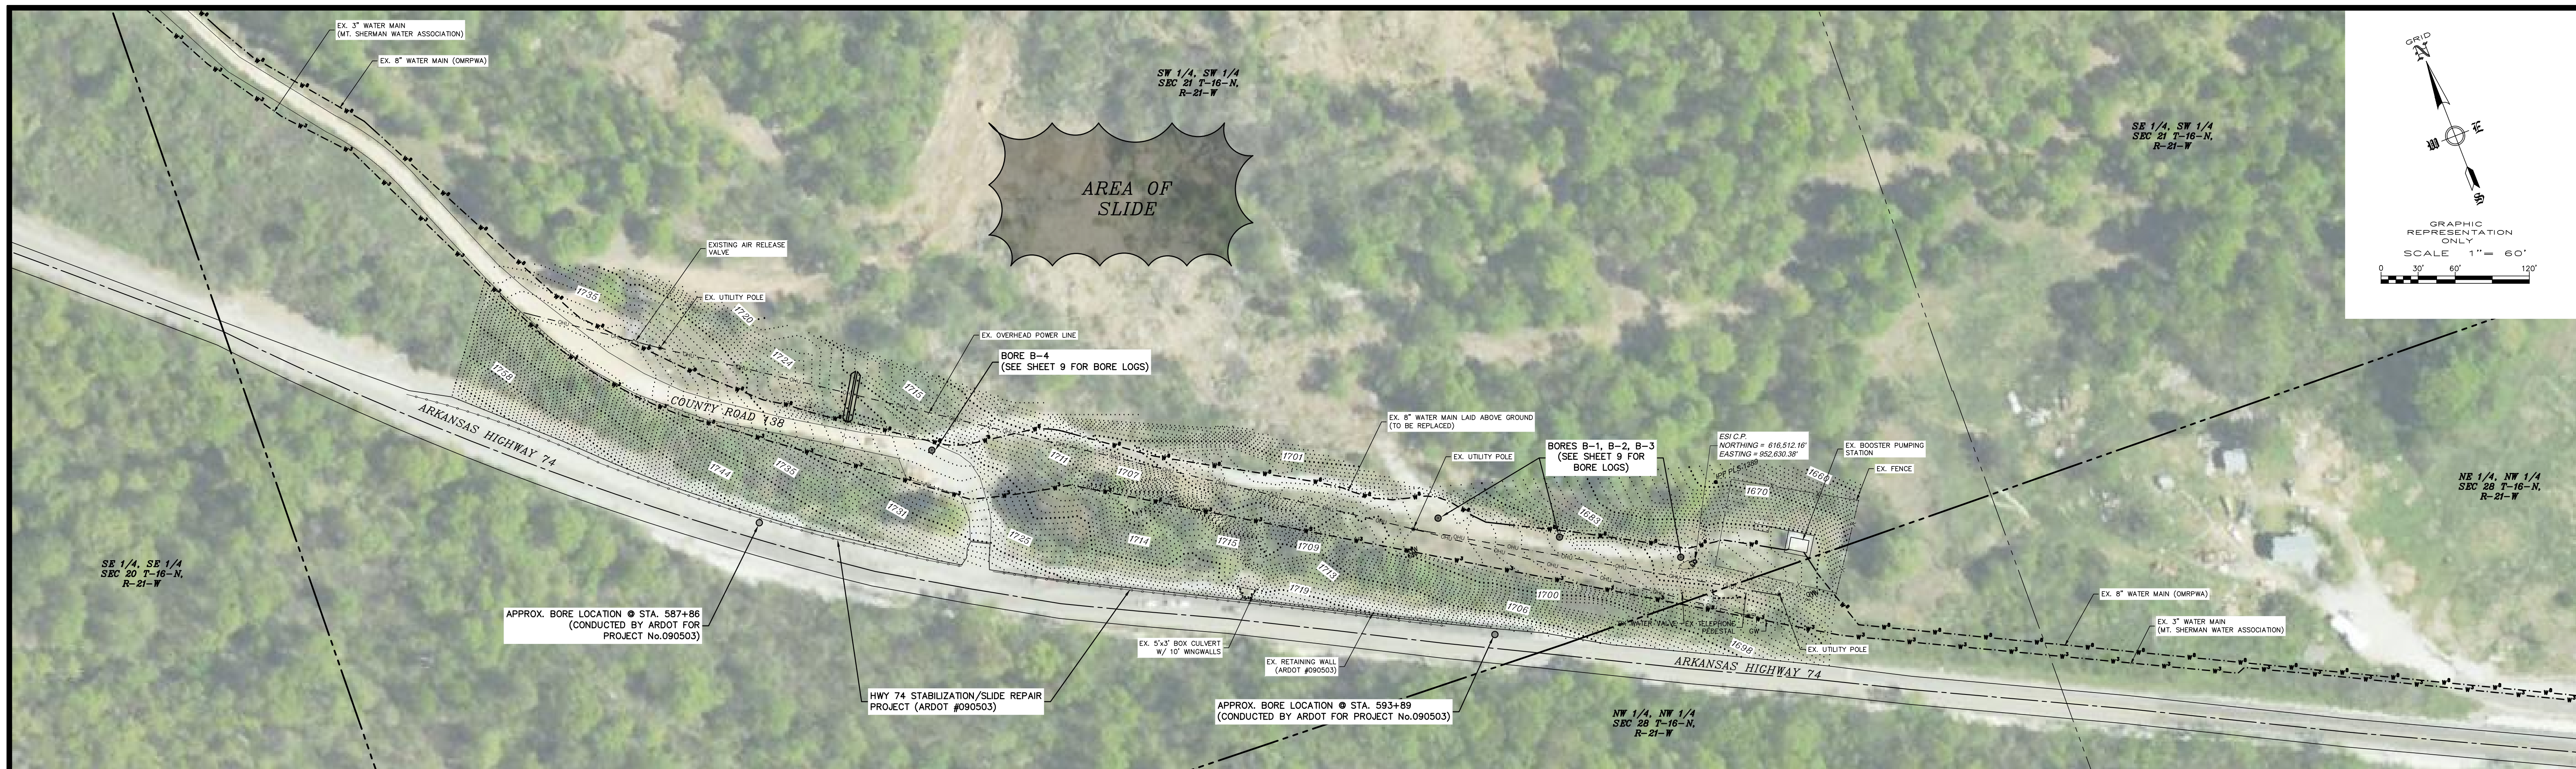 EX. 3" WATER MAIN
(MT. SHERMAN WATER ASSOCIATION)
EX. 8" WATER MAIN (OMRPWA)
SW 1/4, SW 1/4
SEC 21 T-16-N,
R-21-W
SE 1/4, SW 1/4
SEC 21 T-16-N,
R-21-W
GRID
N
W
E
S
GRAPHIC
REPRESENTATION
ONLY
SCALE 1"= 60'
0 30' 60' 120'
AREA OF
SLIDE
EXISTING AIR RELEASE
VALVE
EX. UTILITY POLE
EX. OVERHEAD POWER LINE
BORE B-4
(SEE SHEET 9 FOR BORE LOGS)
1735
1720
1724
1715
1758
COUNTY ROAD 138
ARKANSAS HIGHWAY 74
1744
1735
1731
1725
1711
1707
1701
1714
1715
1709
1713
1719
1706
1700
1683
1670
1660
1698
EX. 8" WATER MAIN LAID ABOVE GROUND
(TO BE REPLACED)
EX. UTILITY POLE
BORES B-1, B-2, B-3
(SEE SHEET 9 FOR
BORE LOGS)
ESI C.P.
NORTHING = 616,512.16'
EASTING = 952,630.38'
EX. BOOSTER PUMPING
STATION
EX. FENCE
NE 1/4, NW 1/4
SEC 28 T-16-N,
R-21-W
SE 1/4, SE 1/4
SEC 20 T-16-N,
R-21-W
APPROX. BORE LOCATION @ STA. 587+86
(CONDUCTED BY ARDOT FOR
PROJECT No.090503)
HWY 74 STABILIZATION/SLIDE REPAIR
PROJECT (ARDOT #090503)
EX. 5'x3' BOX CULVERT
W/ 10' WINGWALLS
EX. RETAINING WALL
(ARDOT #090503)
APPROX. BORE LOCATION @ STA. 593+89
(CONDUCTED BY ARDOT FOR PROJECT No.090503)
WATER VALVE
EX TELEPHONE
PEDESTAL
GW
EX. UTILITY POLE
ARKANSAS HIGHWAY 74
NW 1/4, NW 1/4
SEC 28 T-16-N,
R-21-W
EX. 8" WATER MAIN (OMRPWA)
EX. 3" WATER MAIN
(MT. SHERMAN WATER ASSOCIATION)